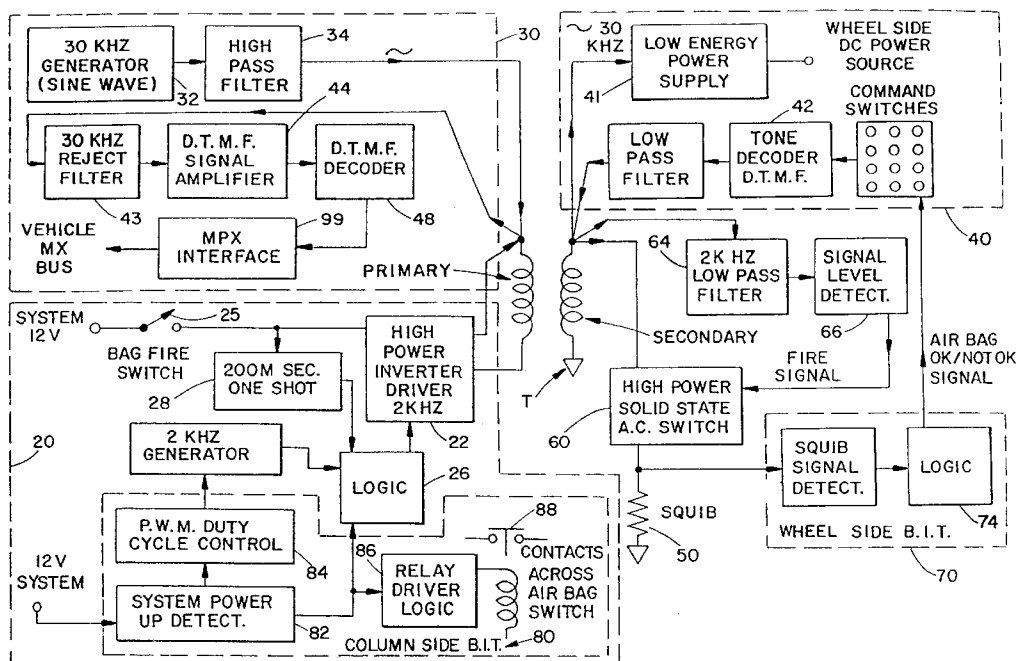 30 KHZ
GENERATOR
(SINE WAVE)
32
HIGH
PASS
FILTER
34
30
44
30 KHZ
REJECT
FILTER
43
D.T.M.F.
SIGNAL
AMPLIFIER
D.T.M.F.
DECODER
48
99
VEHICLE
MX
BUS
MPX
INTERFACE
PRIMARY
~ 30
KHZ
LOW ENERGY
POWER
SUPPLY
41
WHEEL SIDE
DC POWER
SOURCE
COMMAND
SWITCHES
42
LOW
PASS
FILTER
TONE
DECODER
D.T.M.F.
40
64
2K HZ
LOW PASS
FILTER
SIGNAL
LEVEL
DETECT.
66
SECONDARY
T
FIRE
SIGNAL
AIR BAG
OK/NOT OK
SIGNAL
SYSTEM
12V
25
BAG FIRE
SWITCH
28
200M SEC.
ONE SHOT
HIGH
POWER
INVERTER
DRIVER
2KHZ
22
20
2 KHZ
GENERATOR
LOGIC
26
60
HIGH POWER
SOLID STATE
A.C. SWITCH
SQUIB
50
SQUIB
SIGNAL
DETECT.
LOGIC
74
WHEEL SIDE B.I.T.
70
P.W.M. DUTY
CYCLE CONTROL
84
12V
SYSTEM
SYSTEM POWER
UP DETECT.
82
86
RELAY
DRIVER
LOGIC
88
CONTACTS
ACROSS
AIR BAG
SWITCH
COLUMN SIDE B.I.T.
80